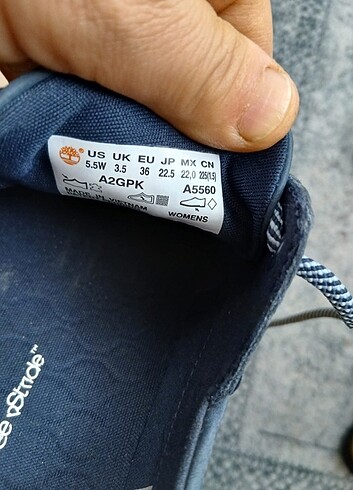 US UK EU JP MX CN
5.5W 3.5 36 22.5 22,0 225(1.5)
A2GPK A5560
MADE IN VIETNAM
WOMENS
Stride™